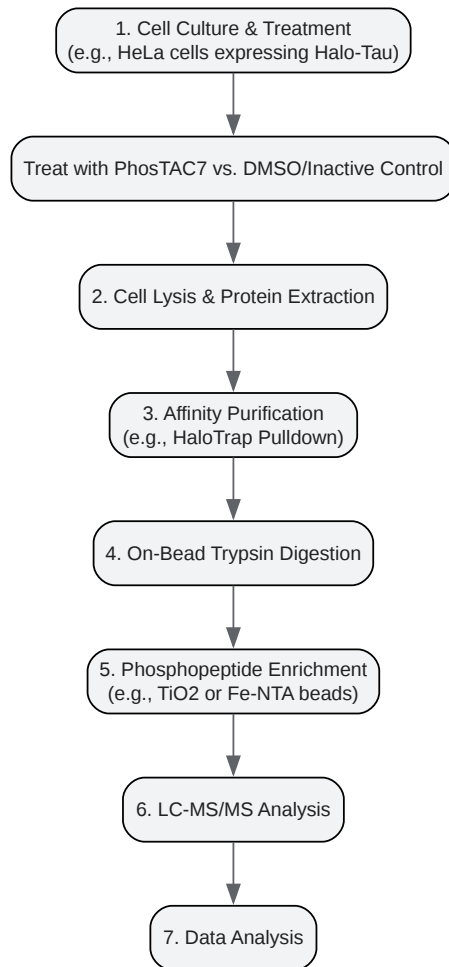 1. Cell Culture & Treatment
(e.g., HeLa cells expressing Halo-Tau)
Treat with PhosTAC7 vs. DMSO/Inactive Control
2. Cell Lysis & Protein Extraction
3. Affinity Purification
(e.g., HaloTrap Pulldown)
4. On-Bead Trypsin Digestion
5. Phosphopeptide Enrichment
(e.g., TiO2 or Fe-NTA beads)
6. LC-MS/MS Analysis
7. Data Analysis